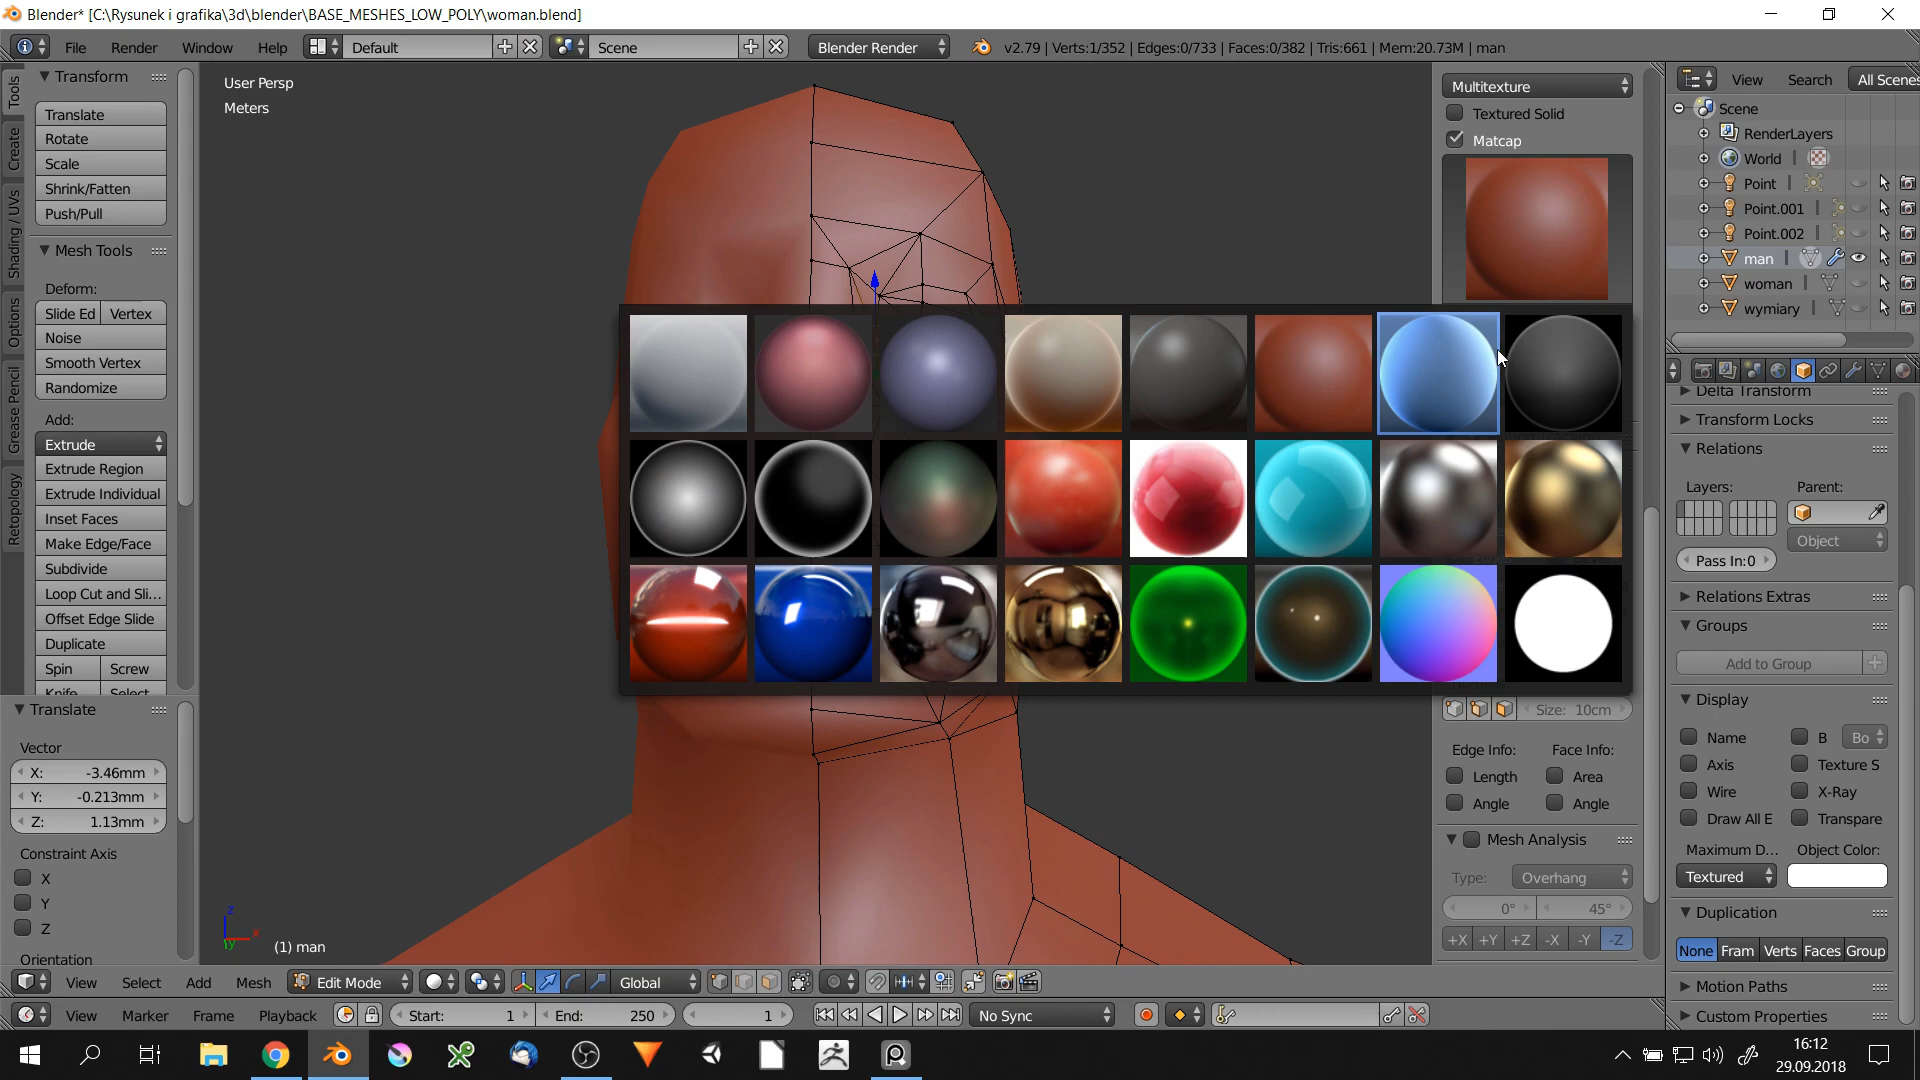 Blender* [C:\Rysunek i grafika\3d\blender\BASE_MESHES_LOW_POLY\woman.blend]
File Render Window Help Default Scene Blender Render v2.79 | Verts:1/352 | Edges:0/733 | Faces:0/382 | Tris:661 | Mem:20.73M | man
Tools
Create
Shading / UVs
Options
Grease Pencil
Retopology
Transform
Translate
Rotate
Scale
Shrink/Fatten
Push/Pull
Mesh Tools
Deform:
Slide Ed Vertex
Noise
Smooth Vertex
Randomize
Add:
Extrude
Extrude Region
Extrude Individual
Inset Faces
Make Edge/Face
Subdivide
Loop Cut and Sli...
Offset Edge Slide
Duplicate
Spin Screw
Knife Select
Translate
Vector
X: -3.46mm
Y: -0.213mm
Z: 1.13mm
Constraint Axis
X
Y
Z
Orientation
User Persp
Meters
z
x
y
(1) man
Multitexture
Textured Solid
Matcap
Size: 10cm
Edge Info: Face Info:
Length Area
Angle Angle
Mesh Analysis
Type: Overhang
0° 45°
+X +Y +Z -X -Y -Z
View Search All Scenes
Scene
RenderLayers
World
Point
Point.001
Point.002
man
woman
wymiary
Delta Transform
Transform Locks
Relations
Layers: Parent:
Object
Pass In:0
Relations Extras
Groups
Add to Group
Display
Name B Bo
Axis Texture S
Wire X-Ray
Draw All E Transpare
Maximum D... Object Color:
Textured
Duplication
None Fram Verts Faces Group
Motion Paths
Custom Properties
View Select Add Mesh Edit Mode Global
View Marker Frame Playback Start: 1 End: 250 1 No Sync
16:12
29.09.2018